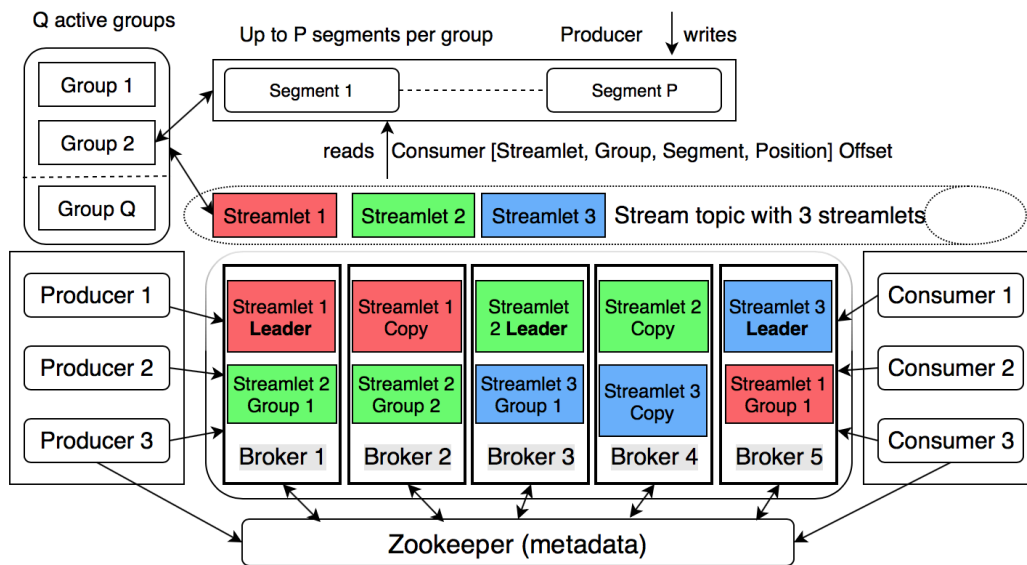 Q active groups
Group 1
Group 2
Group Q
Up to P segments per group
Producer
writes
Segment 1
Segment P
reads
Consumer [Streamlet, Group, Segment, Position] Offset
Streamlet 1
Streamlet 2
Streamlet 3
Stream topic with 3 streamlets
Producer 1
Producer 2
Producer 3
Streamlet 1
Leader
Streamlet 2
Group 1
Broker 1
Streamlet 1
Copy
Streamlet 2
Group 2
Broker 2
Streamlet
2 Leader
Streamlet 3
Group 1
Broker 3
Streamlet 2
Copy
Streamlet 3
Copy
Broker 4
Streamlet 3
Leader
Streamlet 1
Group 1
Broker 5
Consumer 1
Consumer 2
Consumer 3
Zookeeper (metadata)